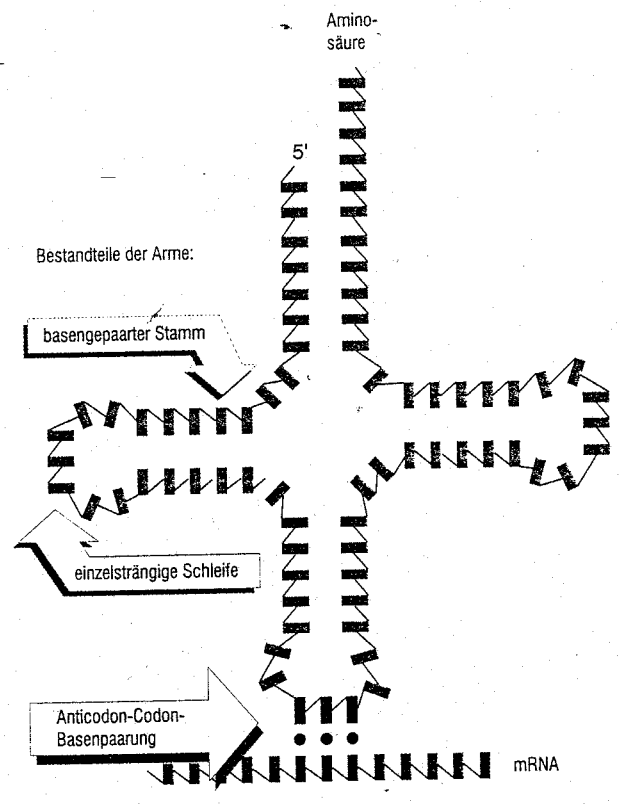 Amino-
säure
5'
Bestandteile der Arme:
basengepaarter Stamm
einzelsträngige Schleife
Anticodon-Codon-
Basenpaarung
mRNA